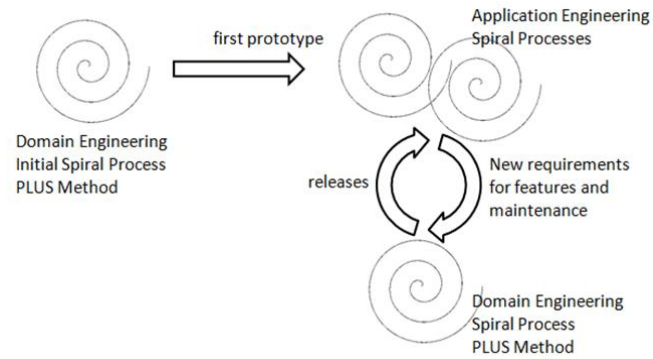 Application Engineering
Spiral Processes
first prototype
Domain Engineering
Initial Spiral Process
PLUS Method
releases
New requirements
for features and
maintenance
Domain Engineering
Spiral Process
PLUS Method